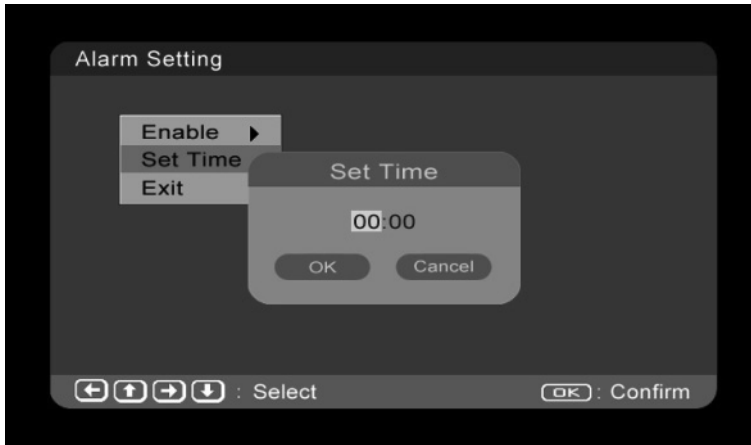 Alarm Setting
Enable
Set Time
Exit
Set Time
00:00
OK Cancel
: Select OK : Confirm